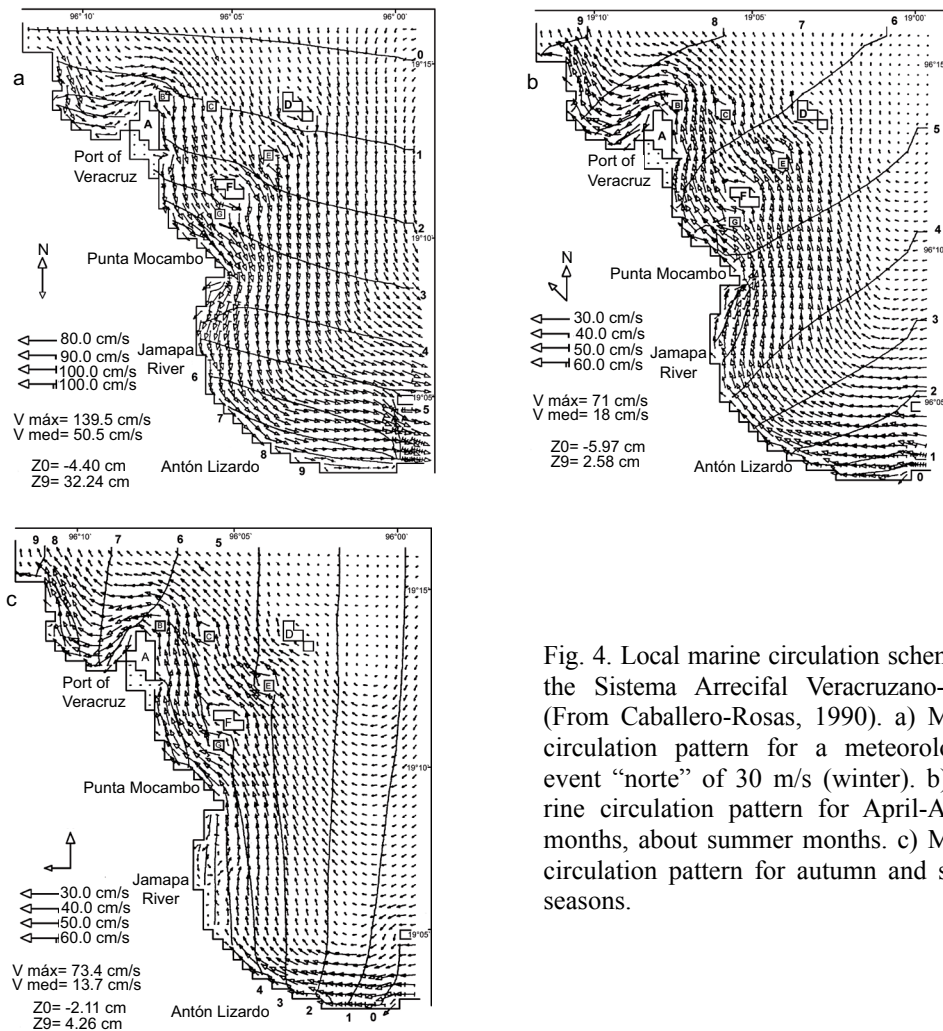 96°10'
96°05'
96°00'
0
19°15'
a
B
C
D
A
E
1
Port of
Veracruz
F
G
2
19°10'
N
Punta Mocambo
3
80.0 cm/s
90.0 cm/s
100.0 cm/s
100.0 cm/s
Jamapa
River
4
6
19°05'
5
7
V máx= 139.5 cm/s
V med= 50.5 cm/s
8
Z0= -4.40 cm
Z9= 32.24 cm
Antón Lizardo
9
19°10'
19°05'
19°00'
9
8
7
6
96°15'
b
B
C
D
A
5
Port of
Veracruz
E
F
G
4
96°10'
N
Punta Mocambo
30.0 cm/s
40.0 cm/s
50.0 cm/s
60.0 cm/s
3
Jamapa
River
2
96°05'
V máx= 71 cm/s
V med= 18 cm/s
Z0= -5.97 cm
Z9= 2.58 cm
Antón Lizardo
1
0
96°10'
96°05'
96°00'
9
8
7
6
5
c
19°15'
B
C
D
A
Port of
Veracruz
E
F
G
19°10'
Punta Mocambo
Jamapa
River
30.0 cm/s
40.0 cm/s
50.0 cm/s
60.0 cm/s
19°05'
V máx= 73.4 cm/s
V med= 13.7 cm/s
4
3
2
1
0
Z0= -2.11 cm
Z9= 4.26 cm
Antón Lizardo
Fig. 4. Local marine circulation schem
the Sistema Arrecifal Veracruzano-
(From Caballero-Rosas, 1990). a) M
circulation pattern for a meteorolo
event “norte” of 30 m/s (winter). b)
rine circulation pattern for April-A
months, about summer months. c) M
circulation pattern for autumn and s
seasons.